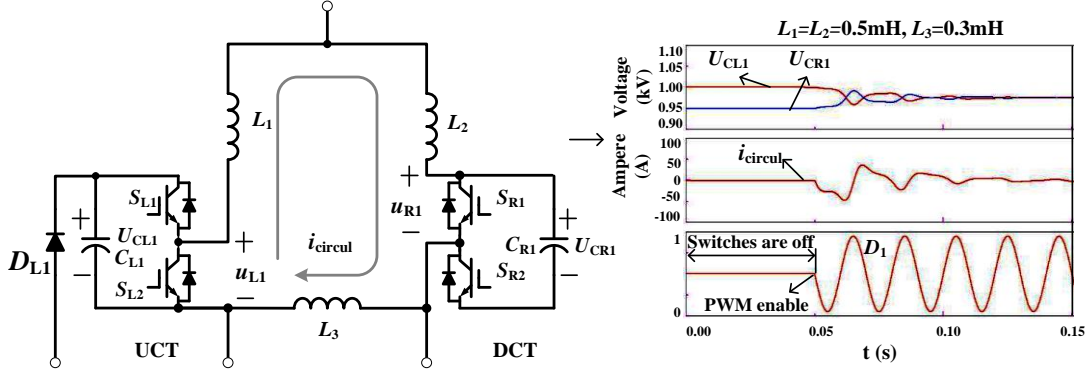 L1=L2=0.5mH, L3=0.3mH
UCL1
UCR1
Voltage
(kV)
1.10
1.05
1.00
0.95
0.90
Ampere
(A)
100
50
0
-50
-100
icircul
1
0
Switches are off
D1
PWM enable
0.00
0.05
0.10
0.15
t (s)
L1
L2
L3
icircul
DL1
+
UCL1
CL1
−
SL1
SL2
+
uL1
−
UCT
+
uR1
−
SR1
SR2
CR1
+
UCR1
−
DCT